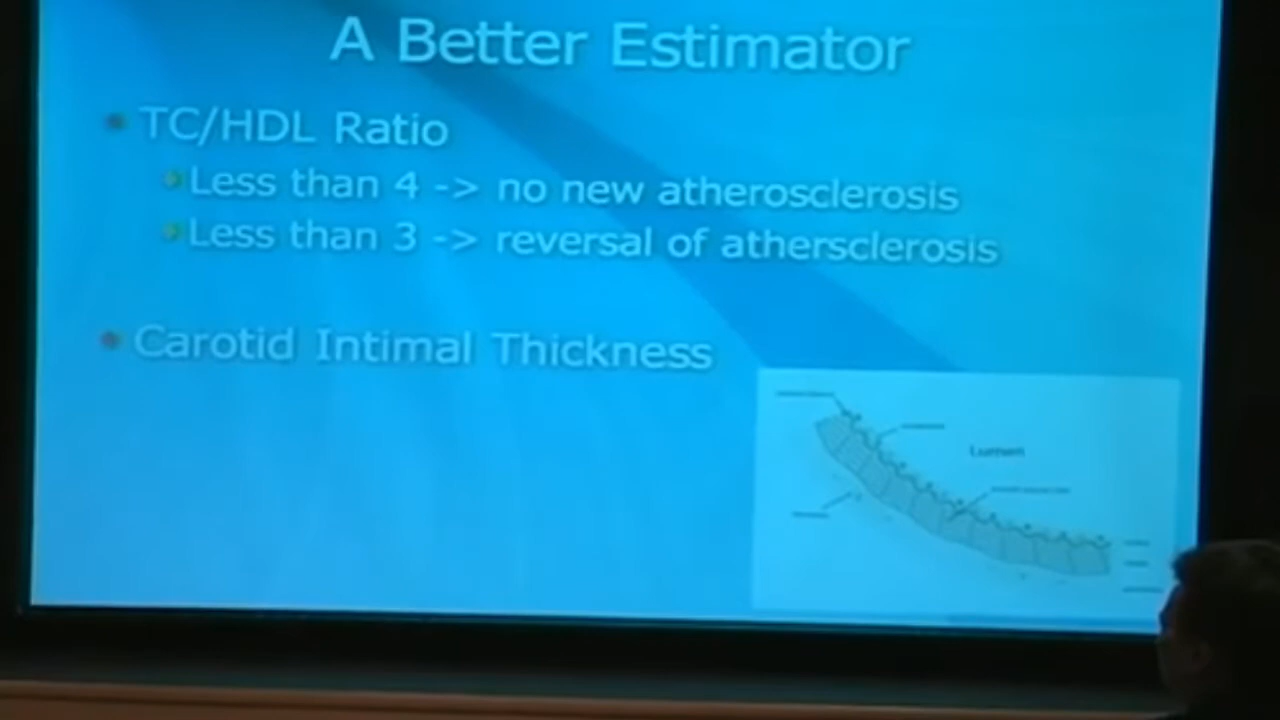 A Better Estimator
TC/HDL Ratio
Less than 4 -> no new atherosclerosis
Less than 3 -> reversal of athersclerosis
Carotid Intimal Thickness
Lumen